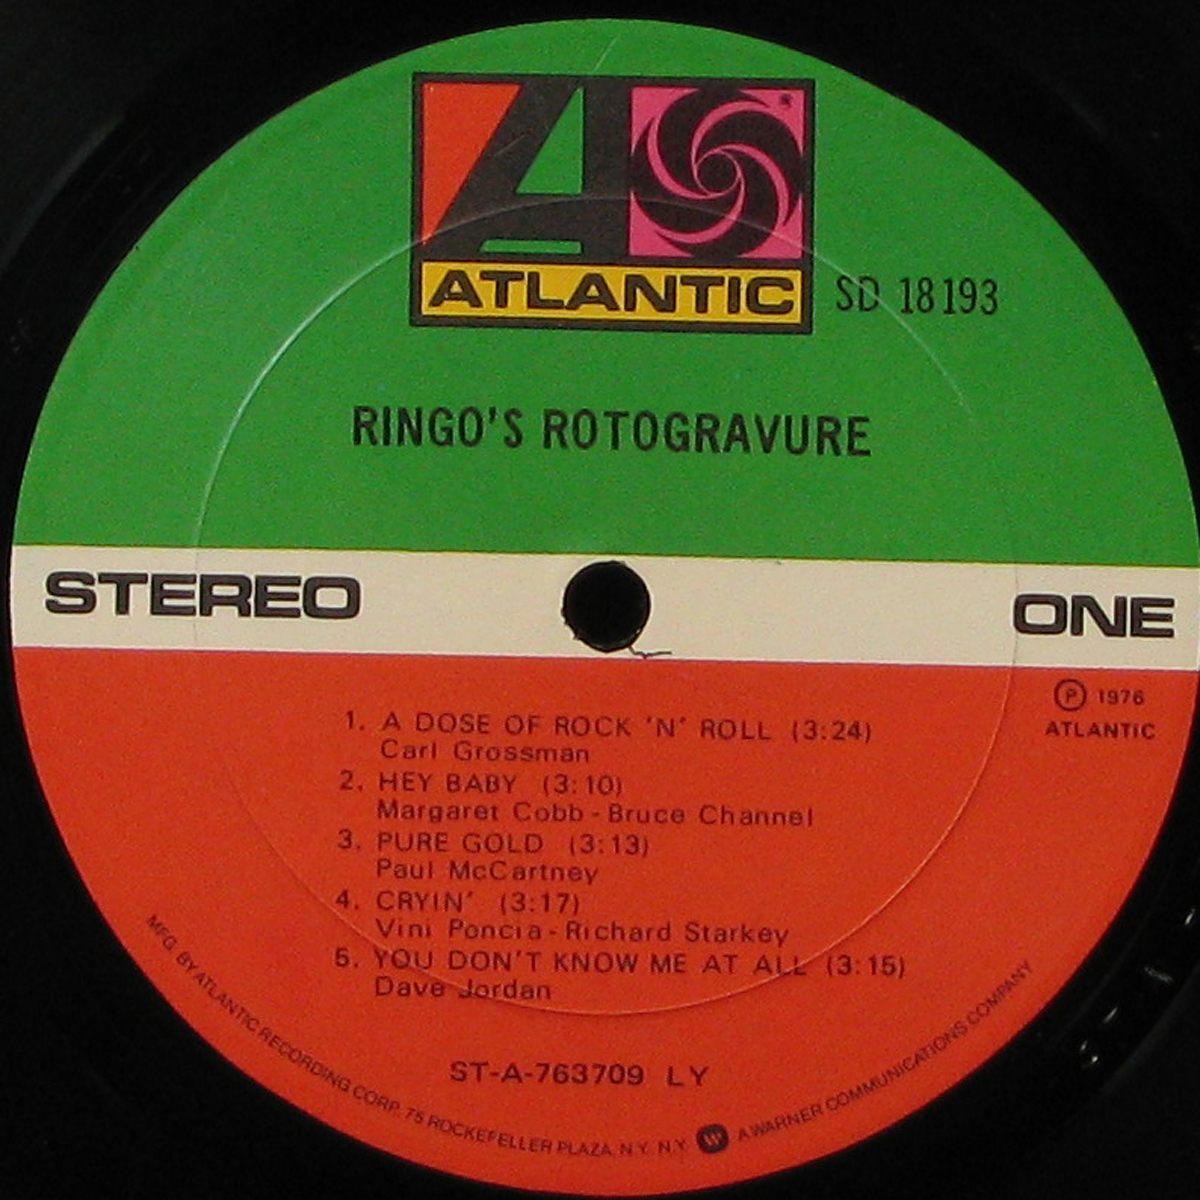 ATLANTIC
SD 18193
RINGO'S ROTOGRAVURE
STEREO
ONE
Ⓟ 1976
ATLANTIC
1. A DOSE OF ROCK 'N' ROLL (3:24)
Carl Grossman
2. HEY BABY (3:10)
Margaret Cobb - Bruce Channel
3. PURE GOLD (3:13)
Paul McCartney
4. CRYIN' (3:17)
Vini Poncia - Richard Starkey
5. YOU DON'T KNOW ME AT ALL (3:15)
Dave Jordan
ST-A-763709 LY
MFG. BY ATLANTIC RECORDING CORP. 75 ROCKEFELLER PLAZA, N.Y. N.Y. W A WARNER COMMUNICATIONS COMPANY